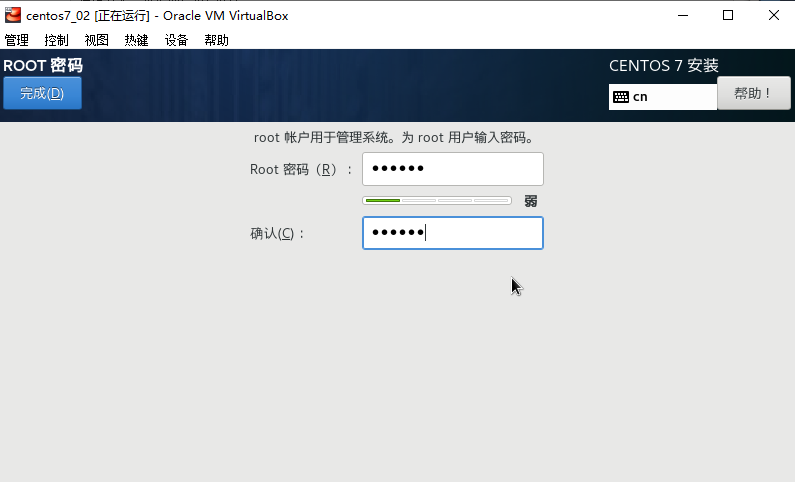 centos7_02 [正在运行] - Oracle VM VirtualBox
管理 控制 视图 热键 设备 帮助
ROOT 密码
CENTOS 7 安装
完成(D)
cn
帮助！
root 帐户用于管理系统。为 root 用户输入密码。
Root 密码（R）：
●●●●●●
弱
确认(C)：
●●●●●●